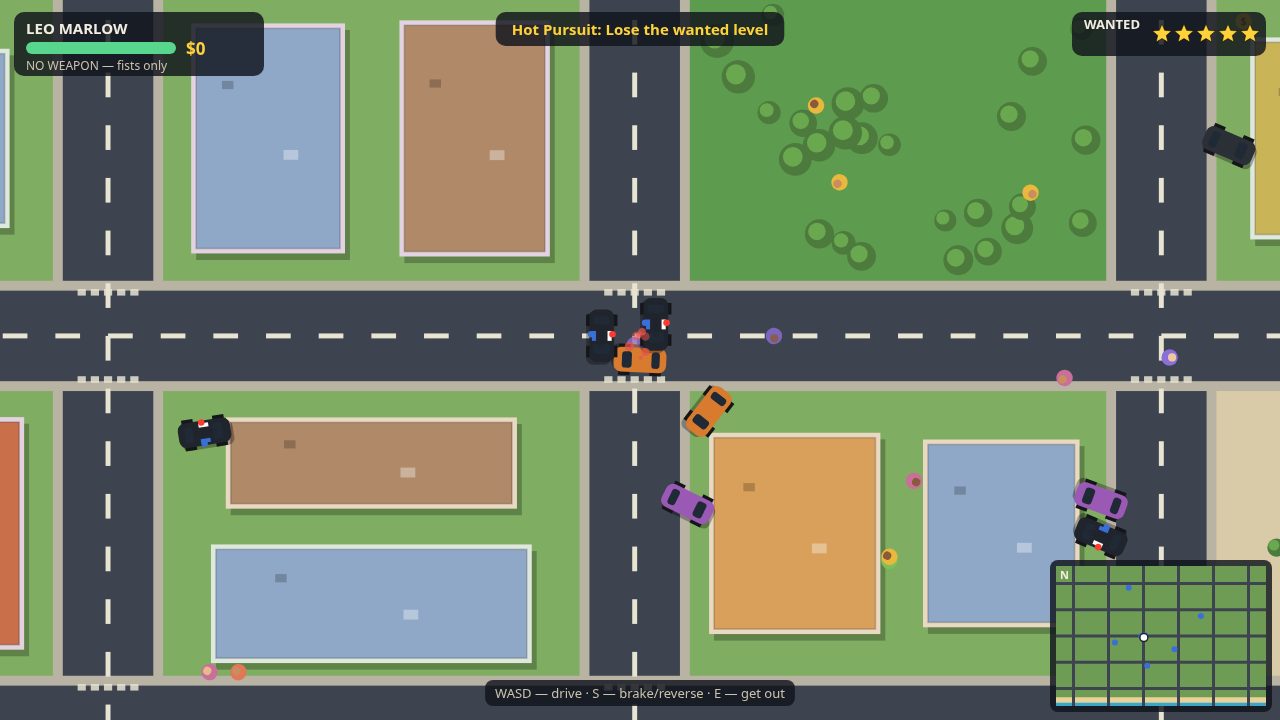 LEO MARLOW
$0
NO WEAPON — fists only
Hot Pursuit: Lose the wanted level
WANTED
N
WASD — drive · S — brake/reverse · E — get out